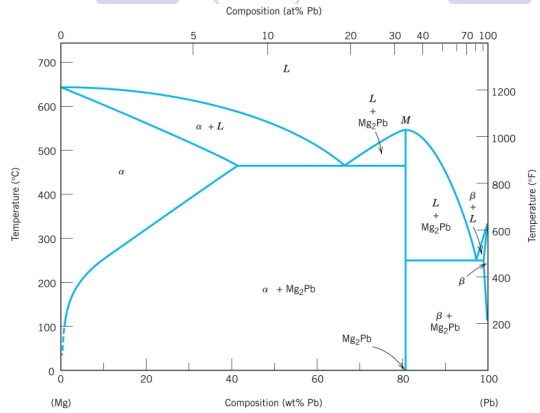 Composition (at% Pb)
0 5 10 20 30 40 70 100
700
600
500
400
300
200
100
0
Temperature (°C)
1200
1000
800
600
400
200
Temperature (°F)
L
α + L
α
L
+
Mg₂Pb
M
L
+
Mg₂Pb
β
+
L
β
α + Mg₂Pb
β +
Mg₂Pb
Mg₂Pb
0 20 40 60 80 100
(Mg) Composition (wt% Pb) (Pb)